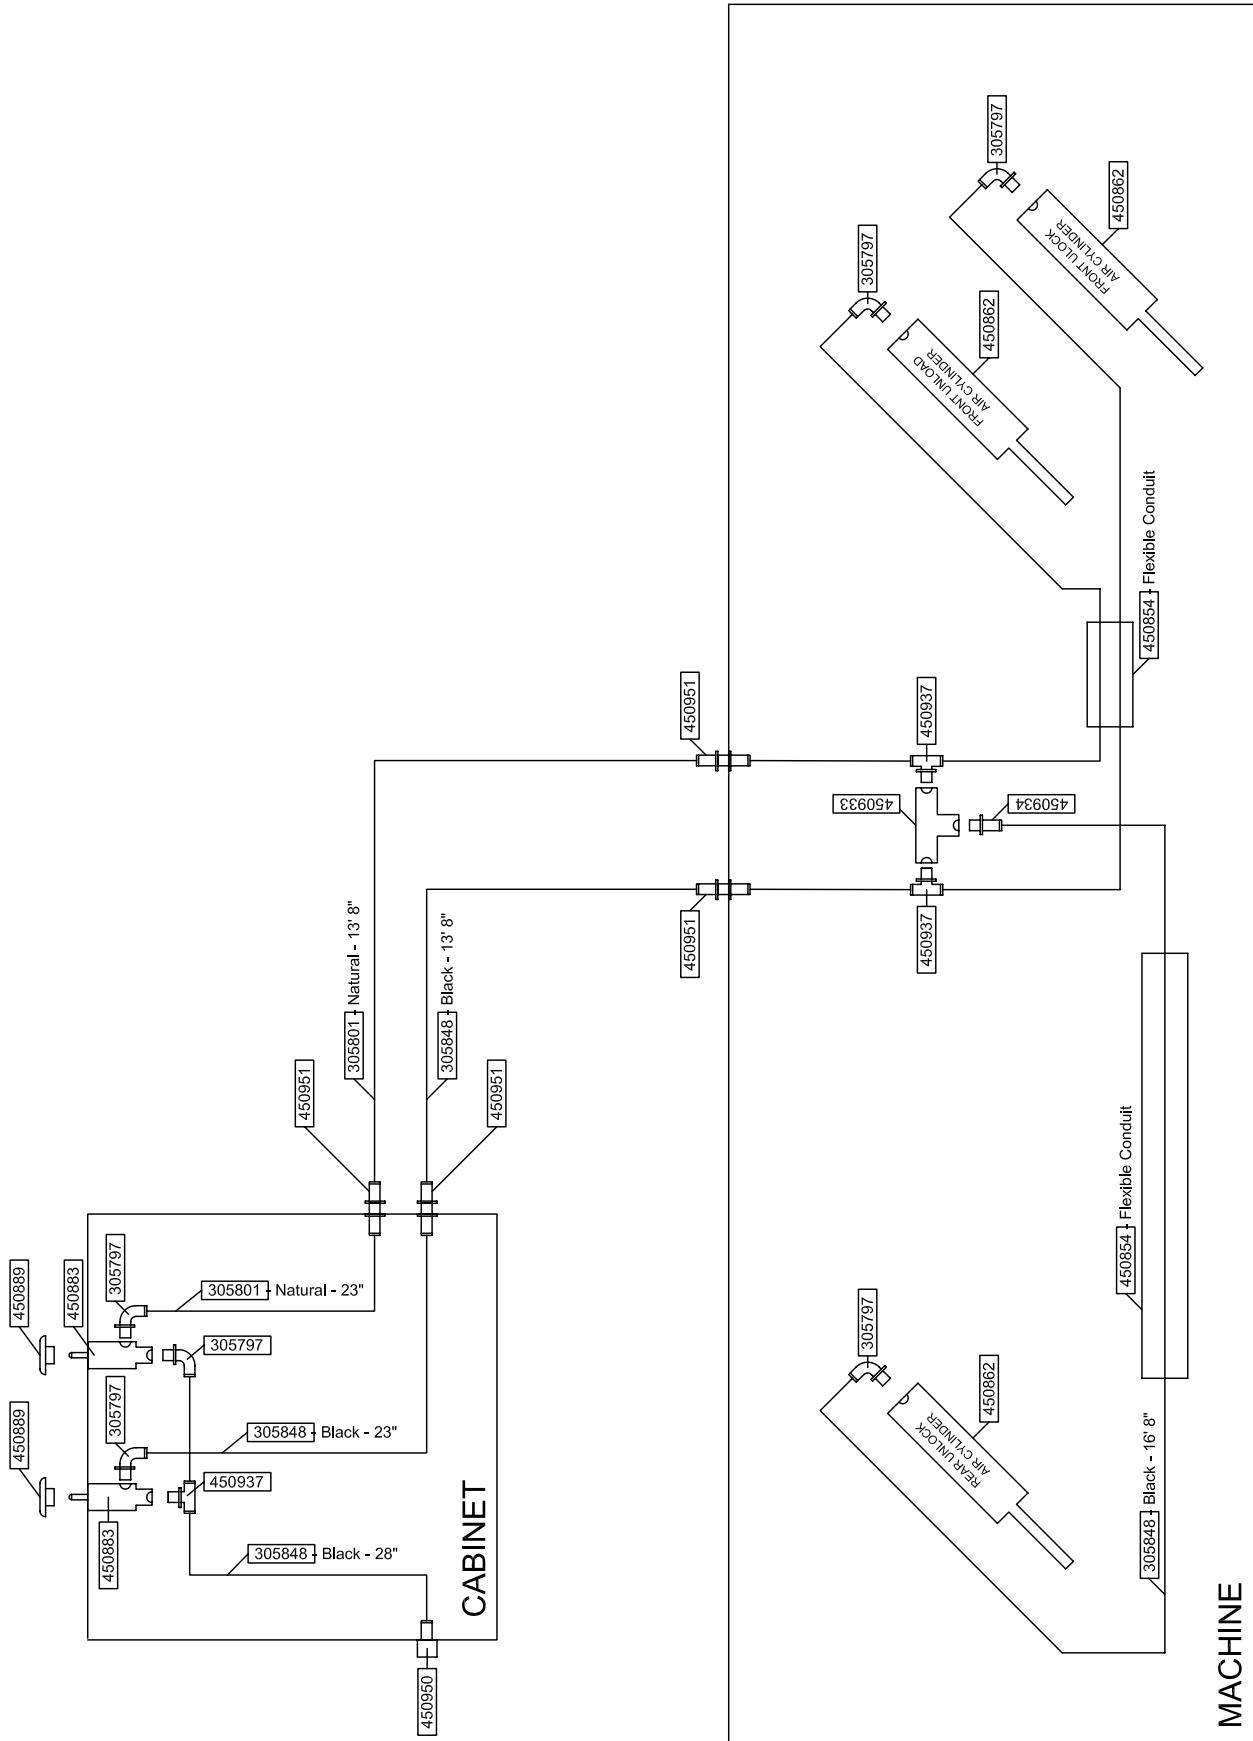 305797
450862
FRONT ULOCK
AIR CYLINDER
305797
450862
FRONT UNLOAD
AIR CYLINDER
450854 - Flexible Conduit
450951
450937
450933
450934
450951
450937
305801 - Natural - 13' 8"
305848 - Black - 13' 8"
450951
450951
450889
450883
305797
305801 - Natural - 23"
305797
450889
305797
305848 - Black - 23"
450937
450883
305848 - Black - 28"
CABINET
450950
450854 - Flexible Conduit
305797
450862
REAR UNLOCK
AIR CYLINDER
305848 - Black - 16' 8"
MACHINE